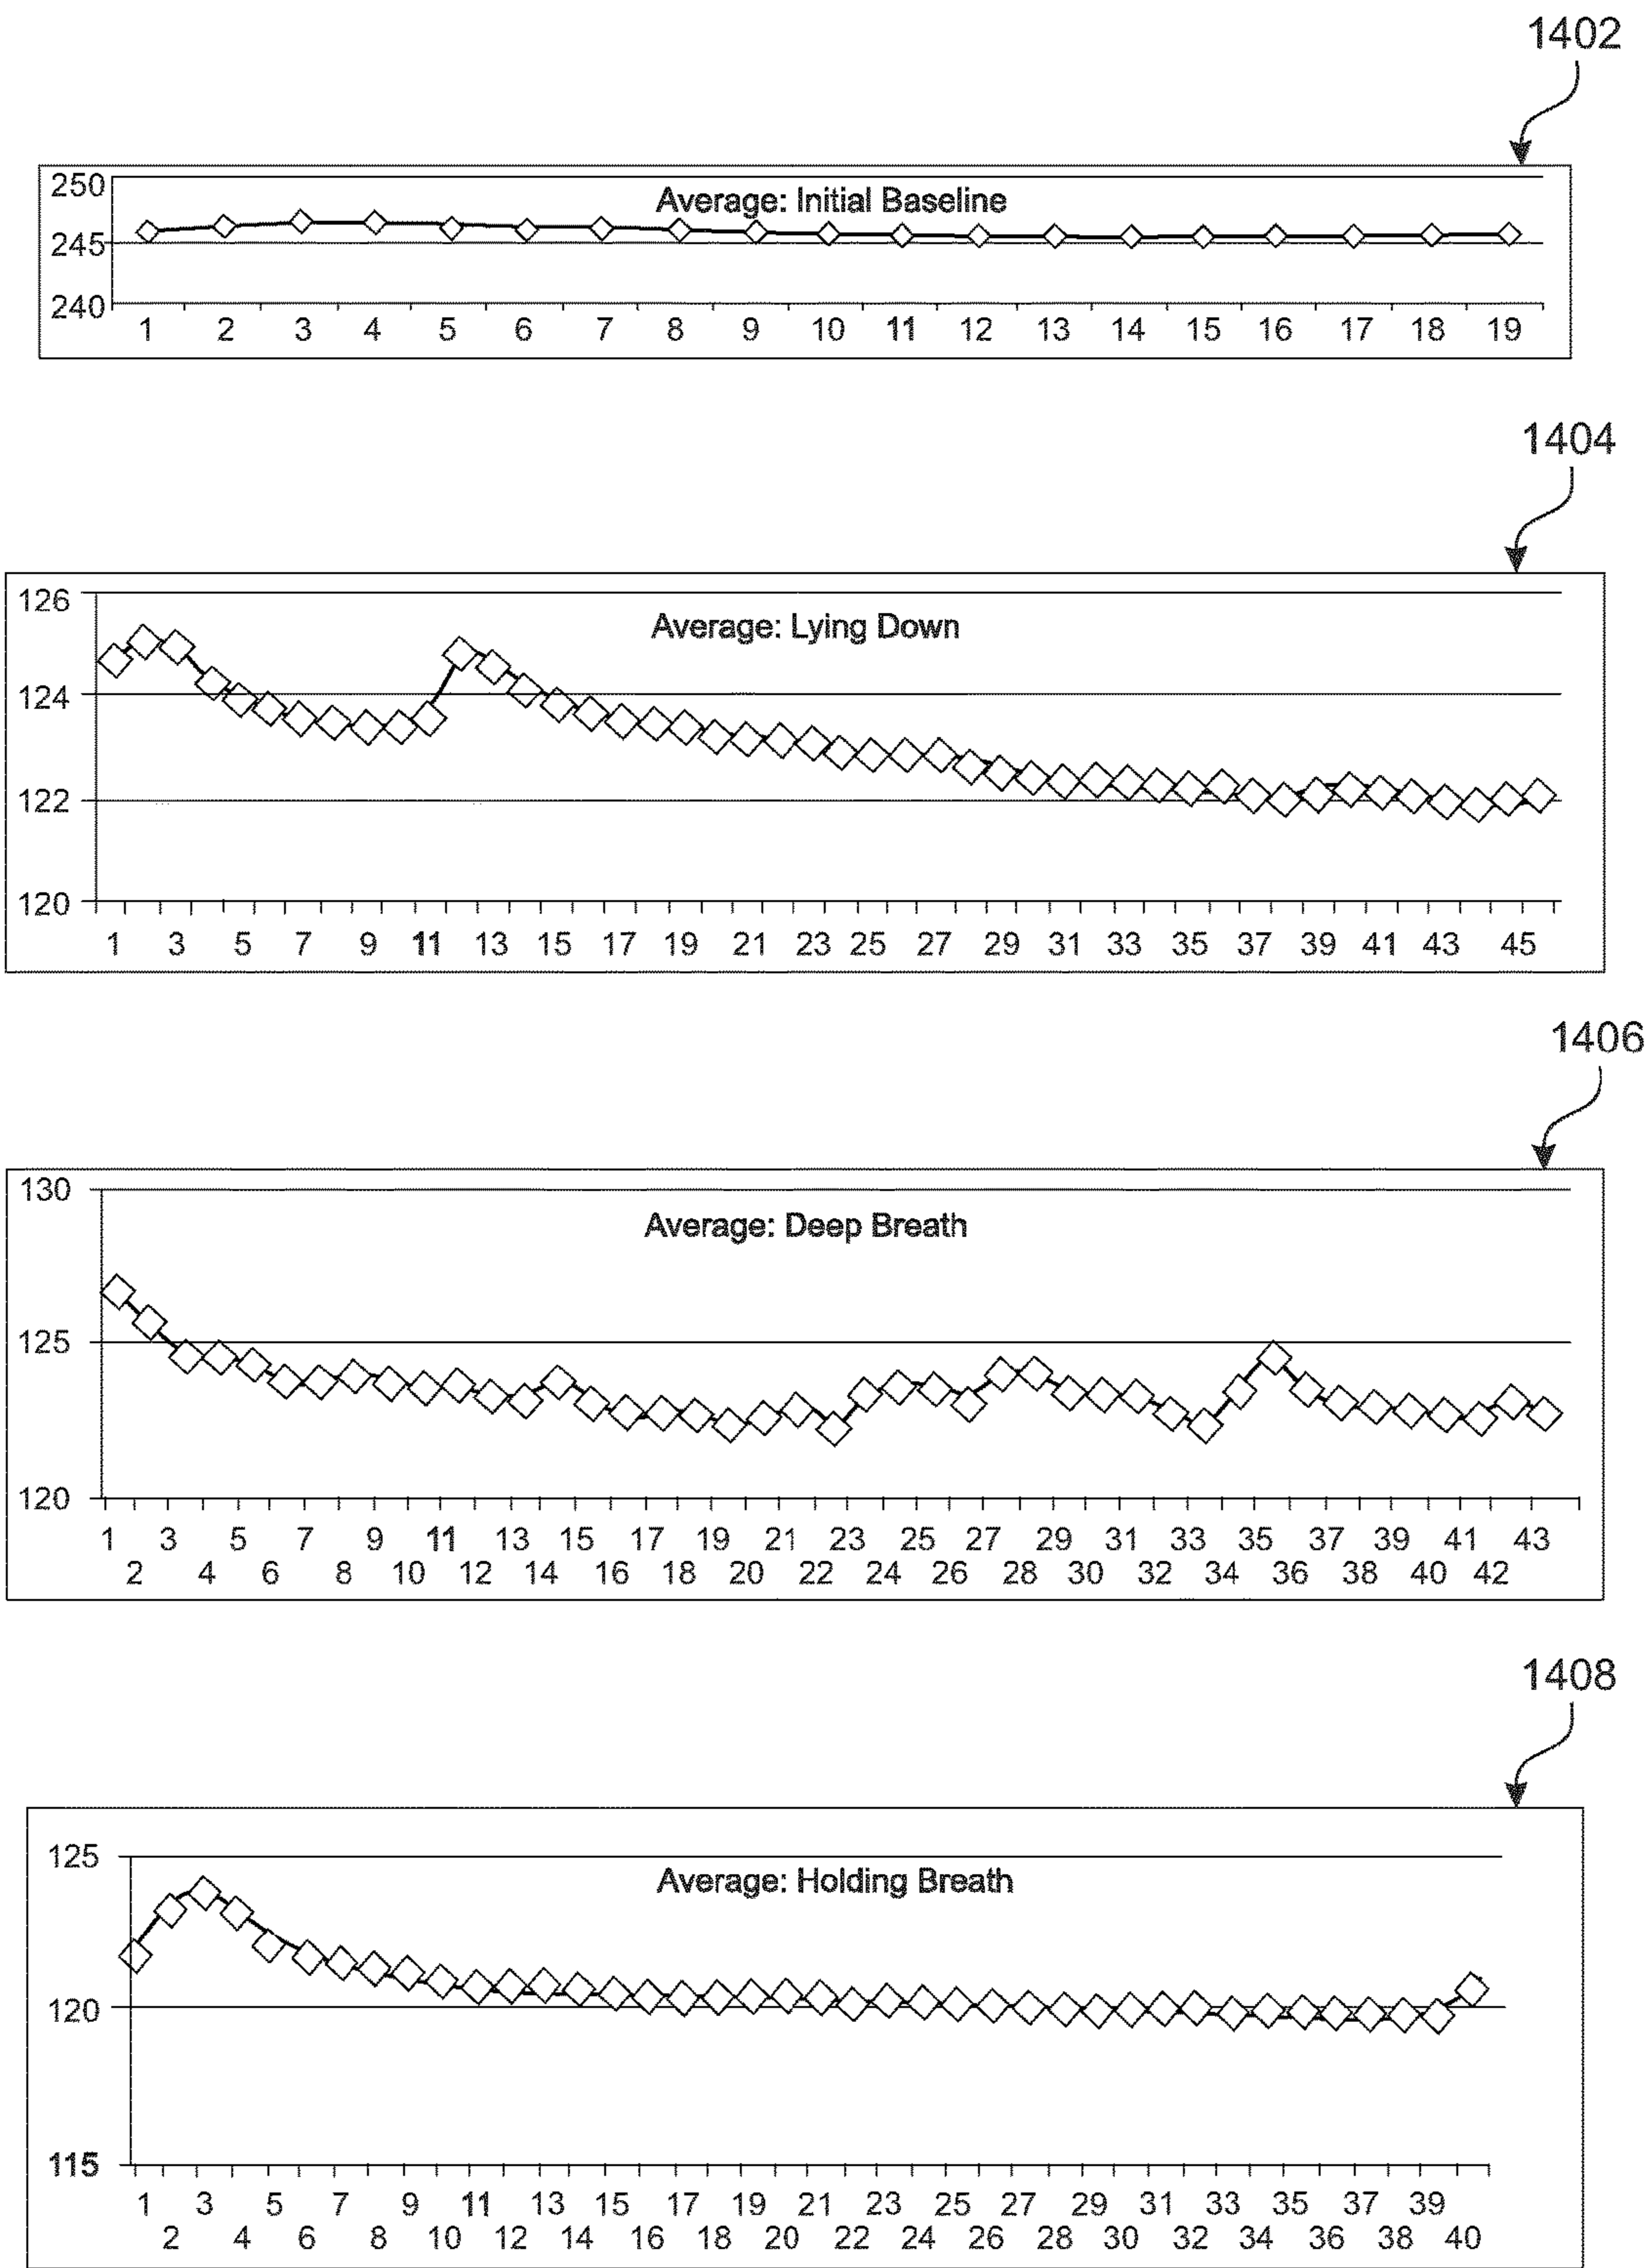 1402
250
Average: Initial Baseline
245
240
1 2 3 4 5 6 7 8 9 10 11 12 13 14 15 16 17 18 19
1404
126
Average: Lying Down
124
122
120
1 3 5 7 9 11 13 15 17 19 21 23 25 27 29 31 33 35 37 39 41 43 45
1406
130
Average: Deep Breath
125
120
1 3 5 7 9 11 13 15 17 19 21 23 25 27 29 31 33 35 37 39 41 43
2 4 6 8 10 12 14 16 18 20 22 24 26 28 30 32 34 36 38 40 42
1408
125
Average: Holding Breath
120
115
1 3 5 7 9 11 13 15 17 19 21 23 25 27 29 31 33 35 37 39
2 4 6 8 10 12 14 16 18 20 22 24 26 28 30 32 34 36 38 40